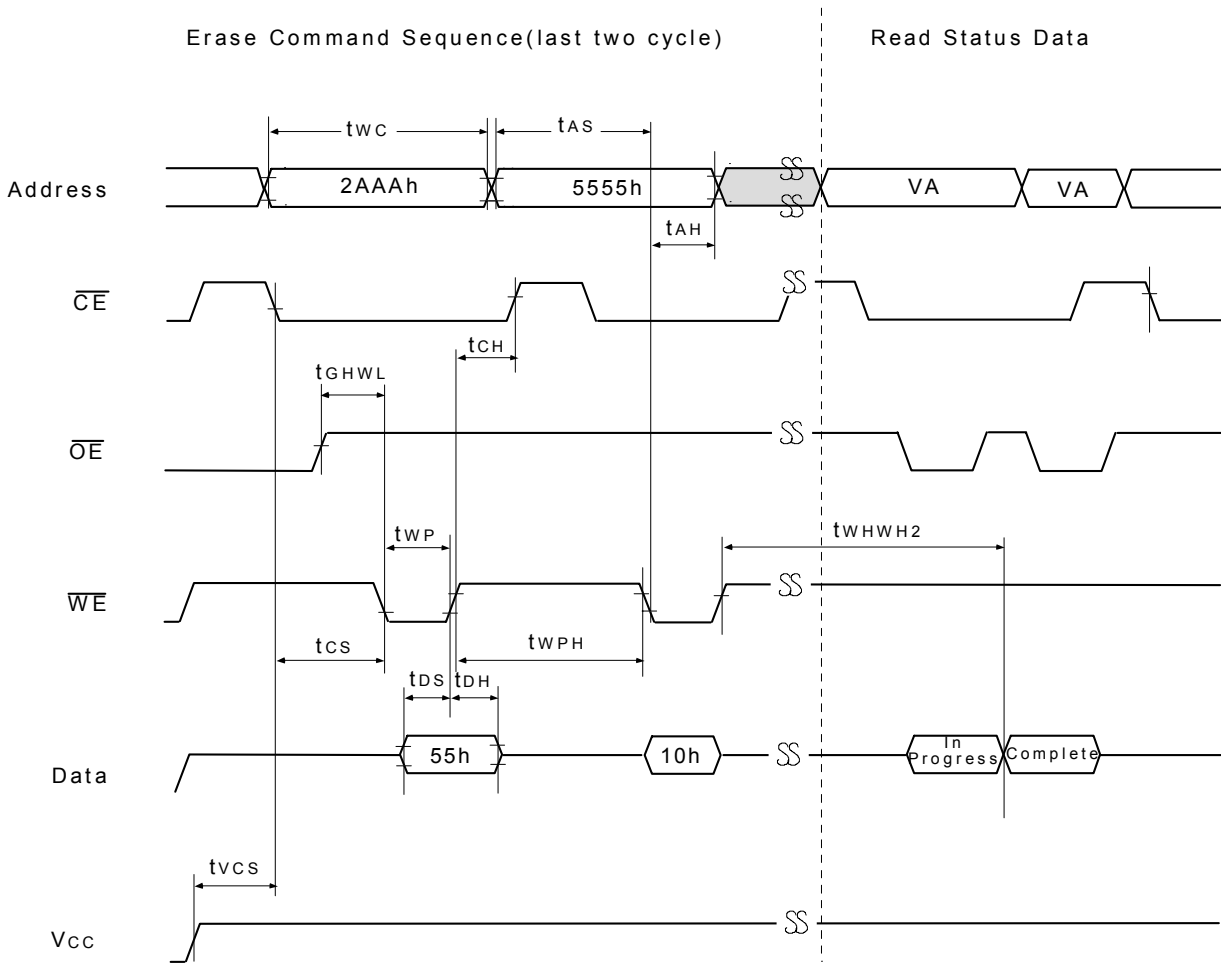 Erase Command Sequence(last two cycle)
Read Status Data
tWC
tAS
Address
2AAAh
5555h
VA
VA
tAH
CE
tCH
tGHWL
OE
tWP
tWHWH2
WE
tCS
tWPH
tDS
tDH
Data
55h
10h
In
Progress
Complete
tVCS
VCC